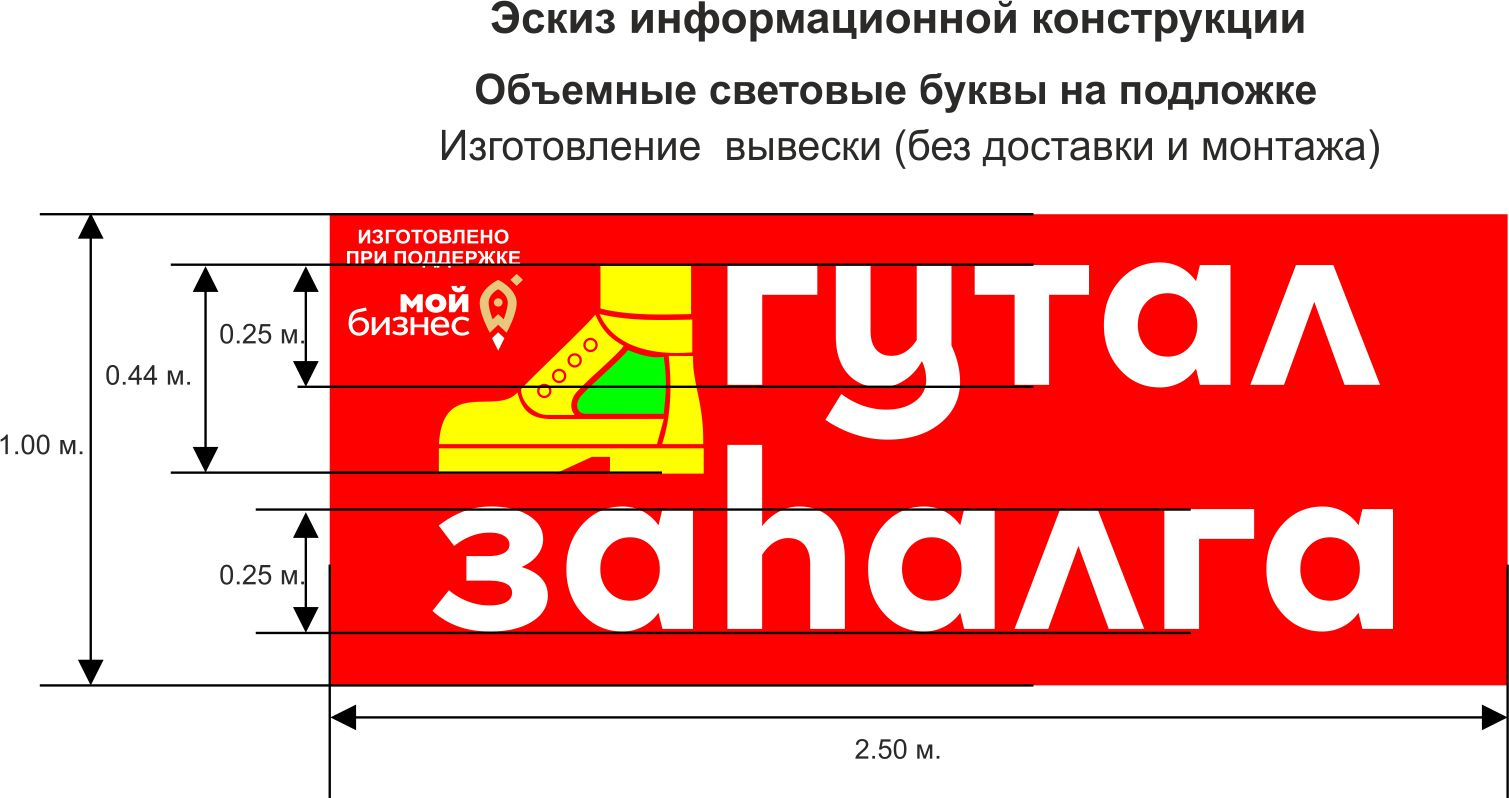 Эскиз информационной конструкции
Объемные световые буквы на подложке
Изготовление вывески (без доставки и монтажа)
ИЗГОТОВЛЕНО
ПРИ ПОДДЕРЖКЕ
мой
бизнес
гутал
заһалга
0.25 м.
0.44 м.
1.00 м.
0.25 м.
2.50 м.